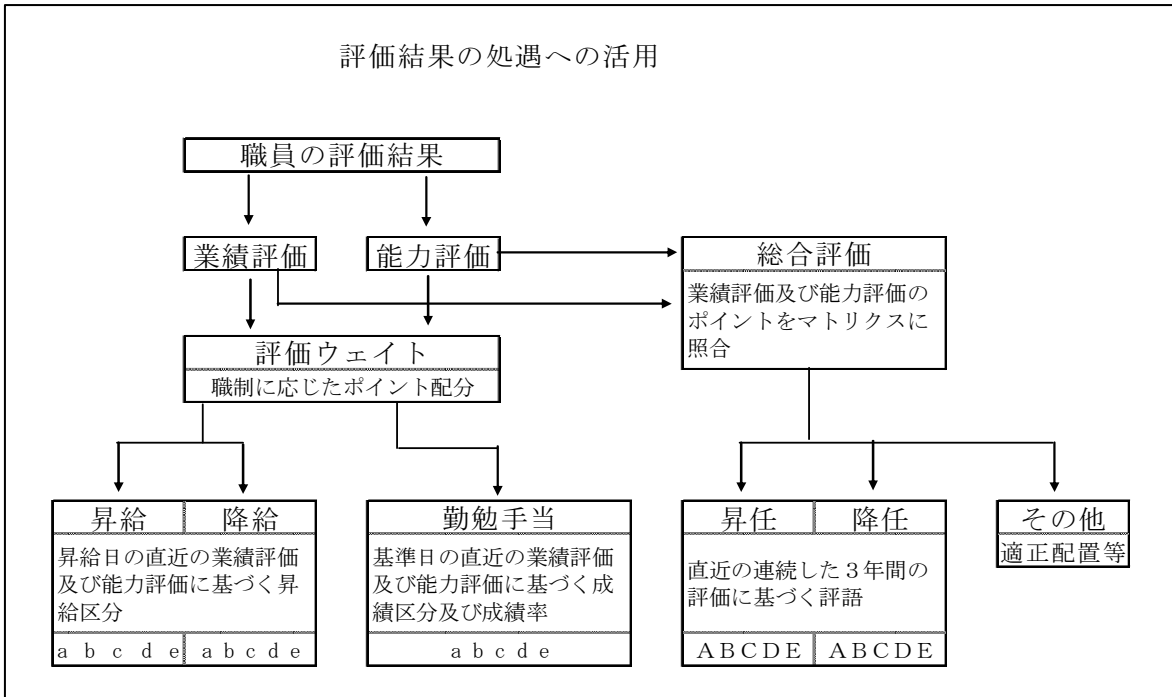 評価結果の処遇への活用
職員の評価結果
業績評価
能力評価
総合評価
業績評価及び能力評価の
ポイントをマトリクスに
照合
評価ウェイト
職制に応じたポイント配分
昇給
降給
昇給日の直近の業績評価
及び能力評価に基づく昇
給区分
a b c d e
a b c d e
勤勉手当
基準日の直近の業績評価
及び能力評価に基づく成
績区分及び成績率
a b c d e
昇任
降任
直近の連続した3年間の
評価に基づく評語
A B C D E
A B C D E
その他
適正配置等